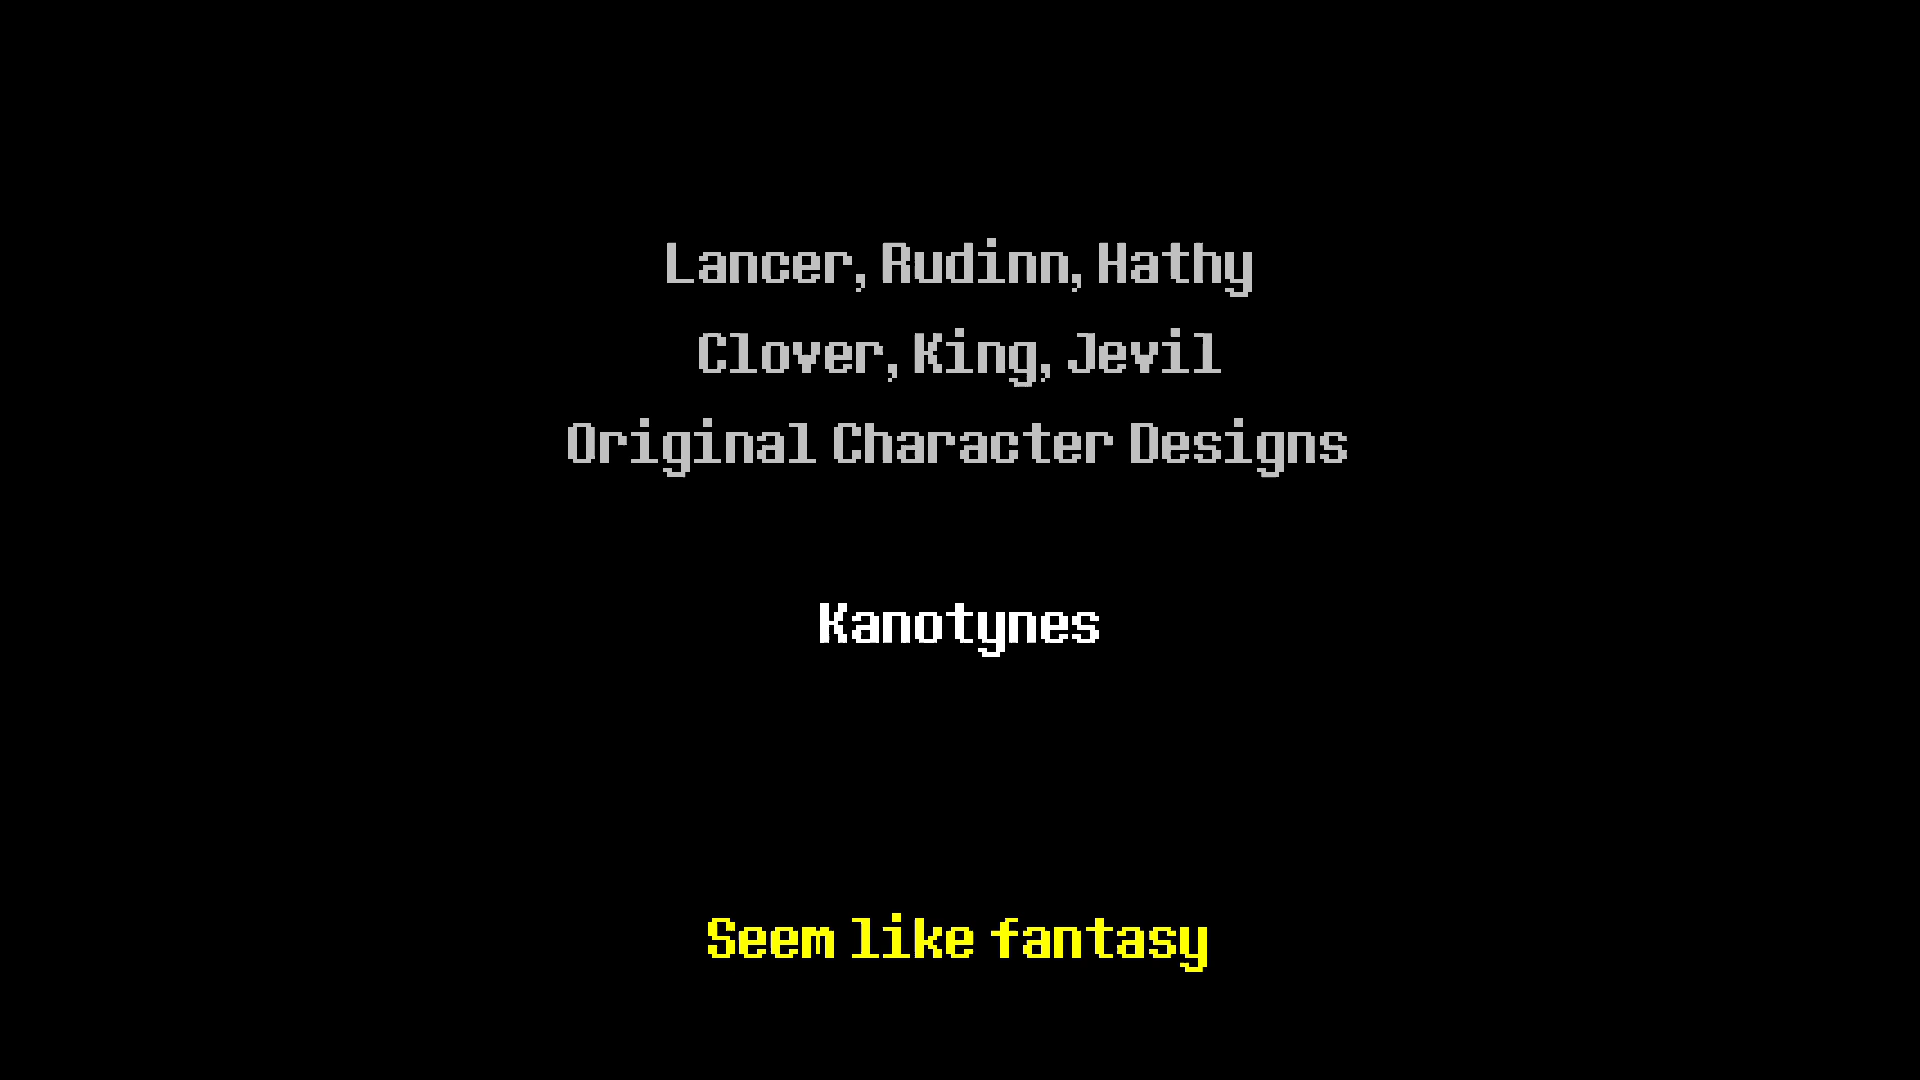 Lancer, Rudinn, Hathy
Clover, King, Jevil
Original Character Designs
Kanotynes
Seem like fantasy